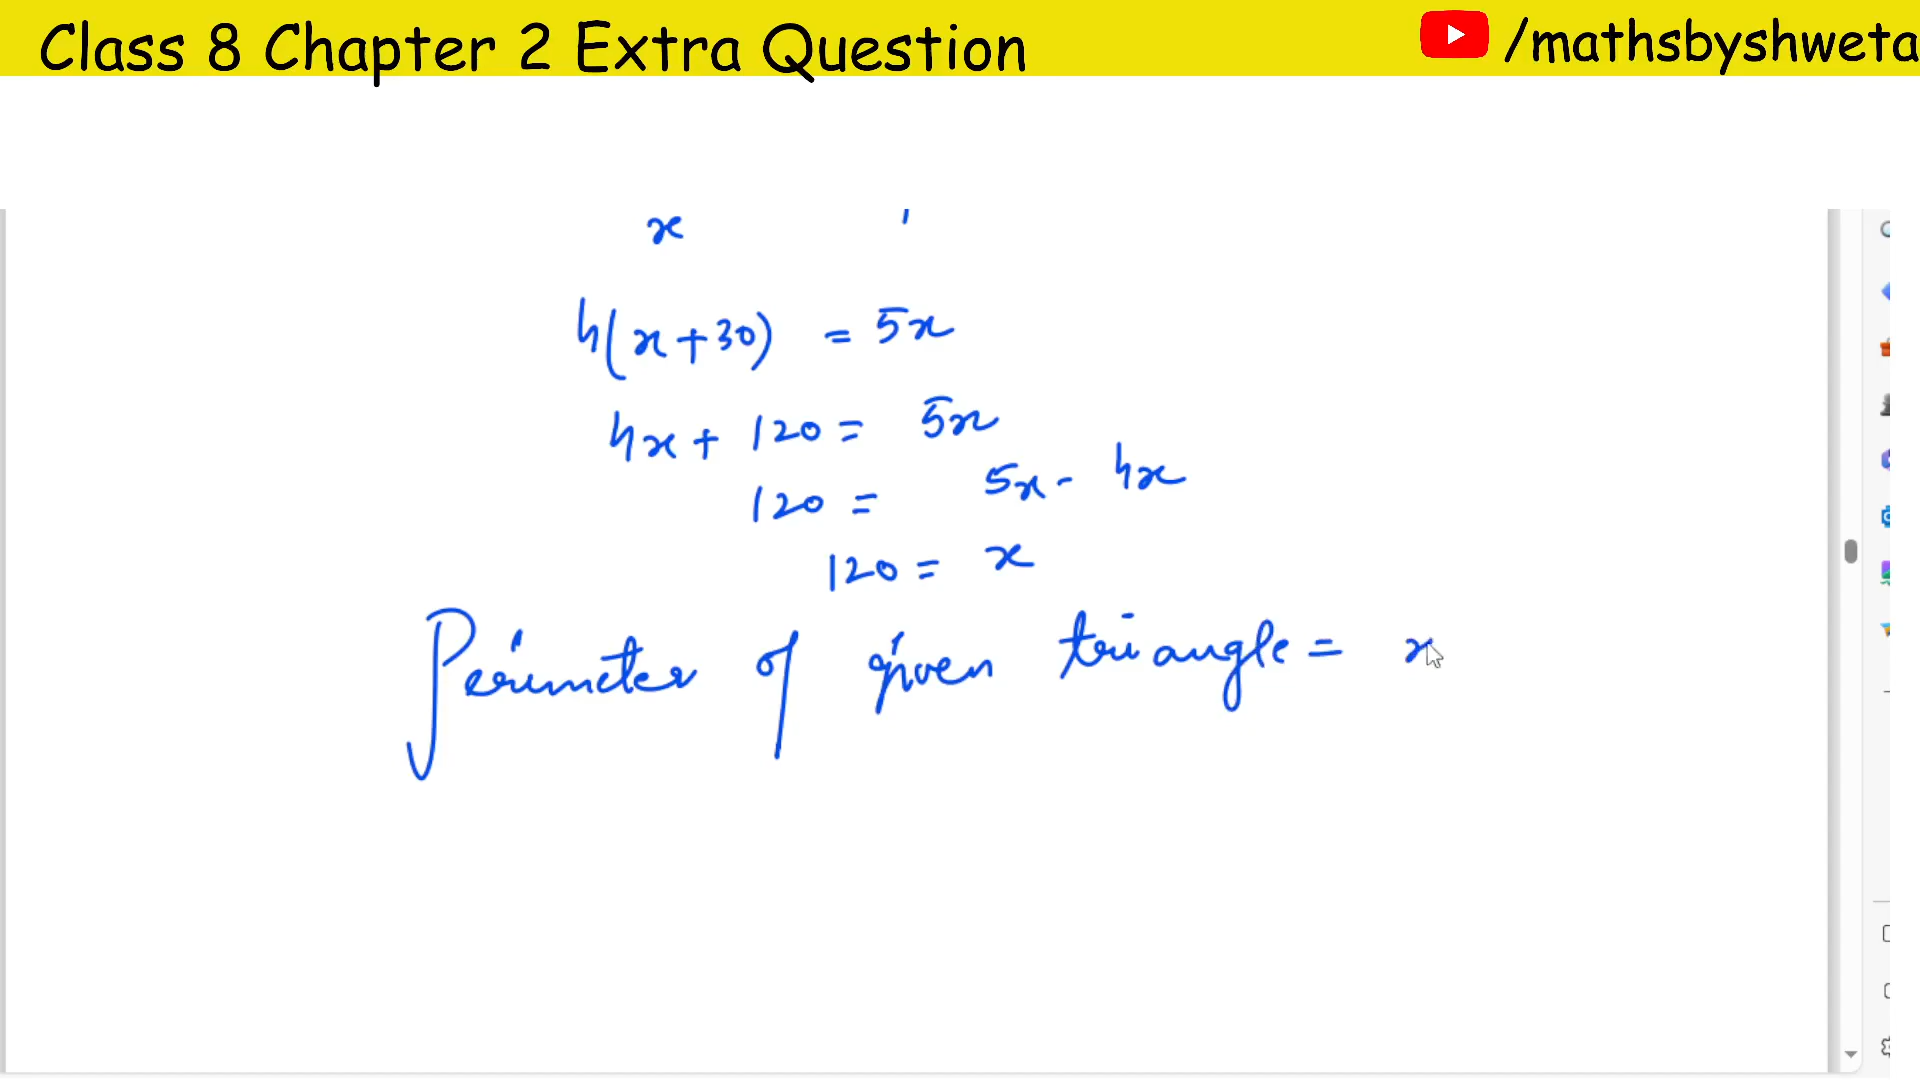 Class 8 Chapter 2 Extra Question
/mathsbyshweta
x
4(x+30) = 5x
4x + 120 = 5x
120 = 5x - 4x
120 = x
Perimeter of given triangle = x